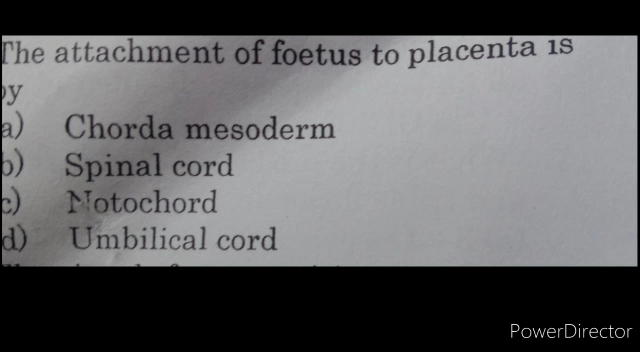 The attachment of foetus to placenta is
by
a) Chorda mesoderm
b) Spinal cord
c) Notochord
d) Umbilical cord
PowerDirector